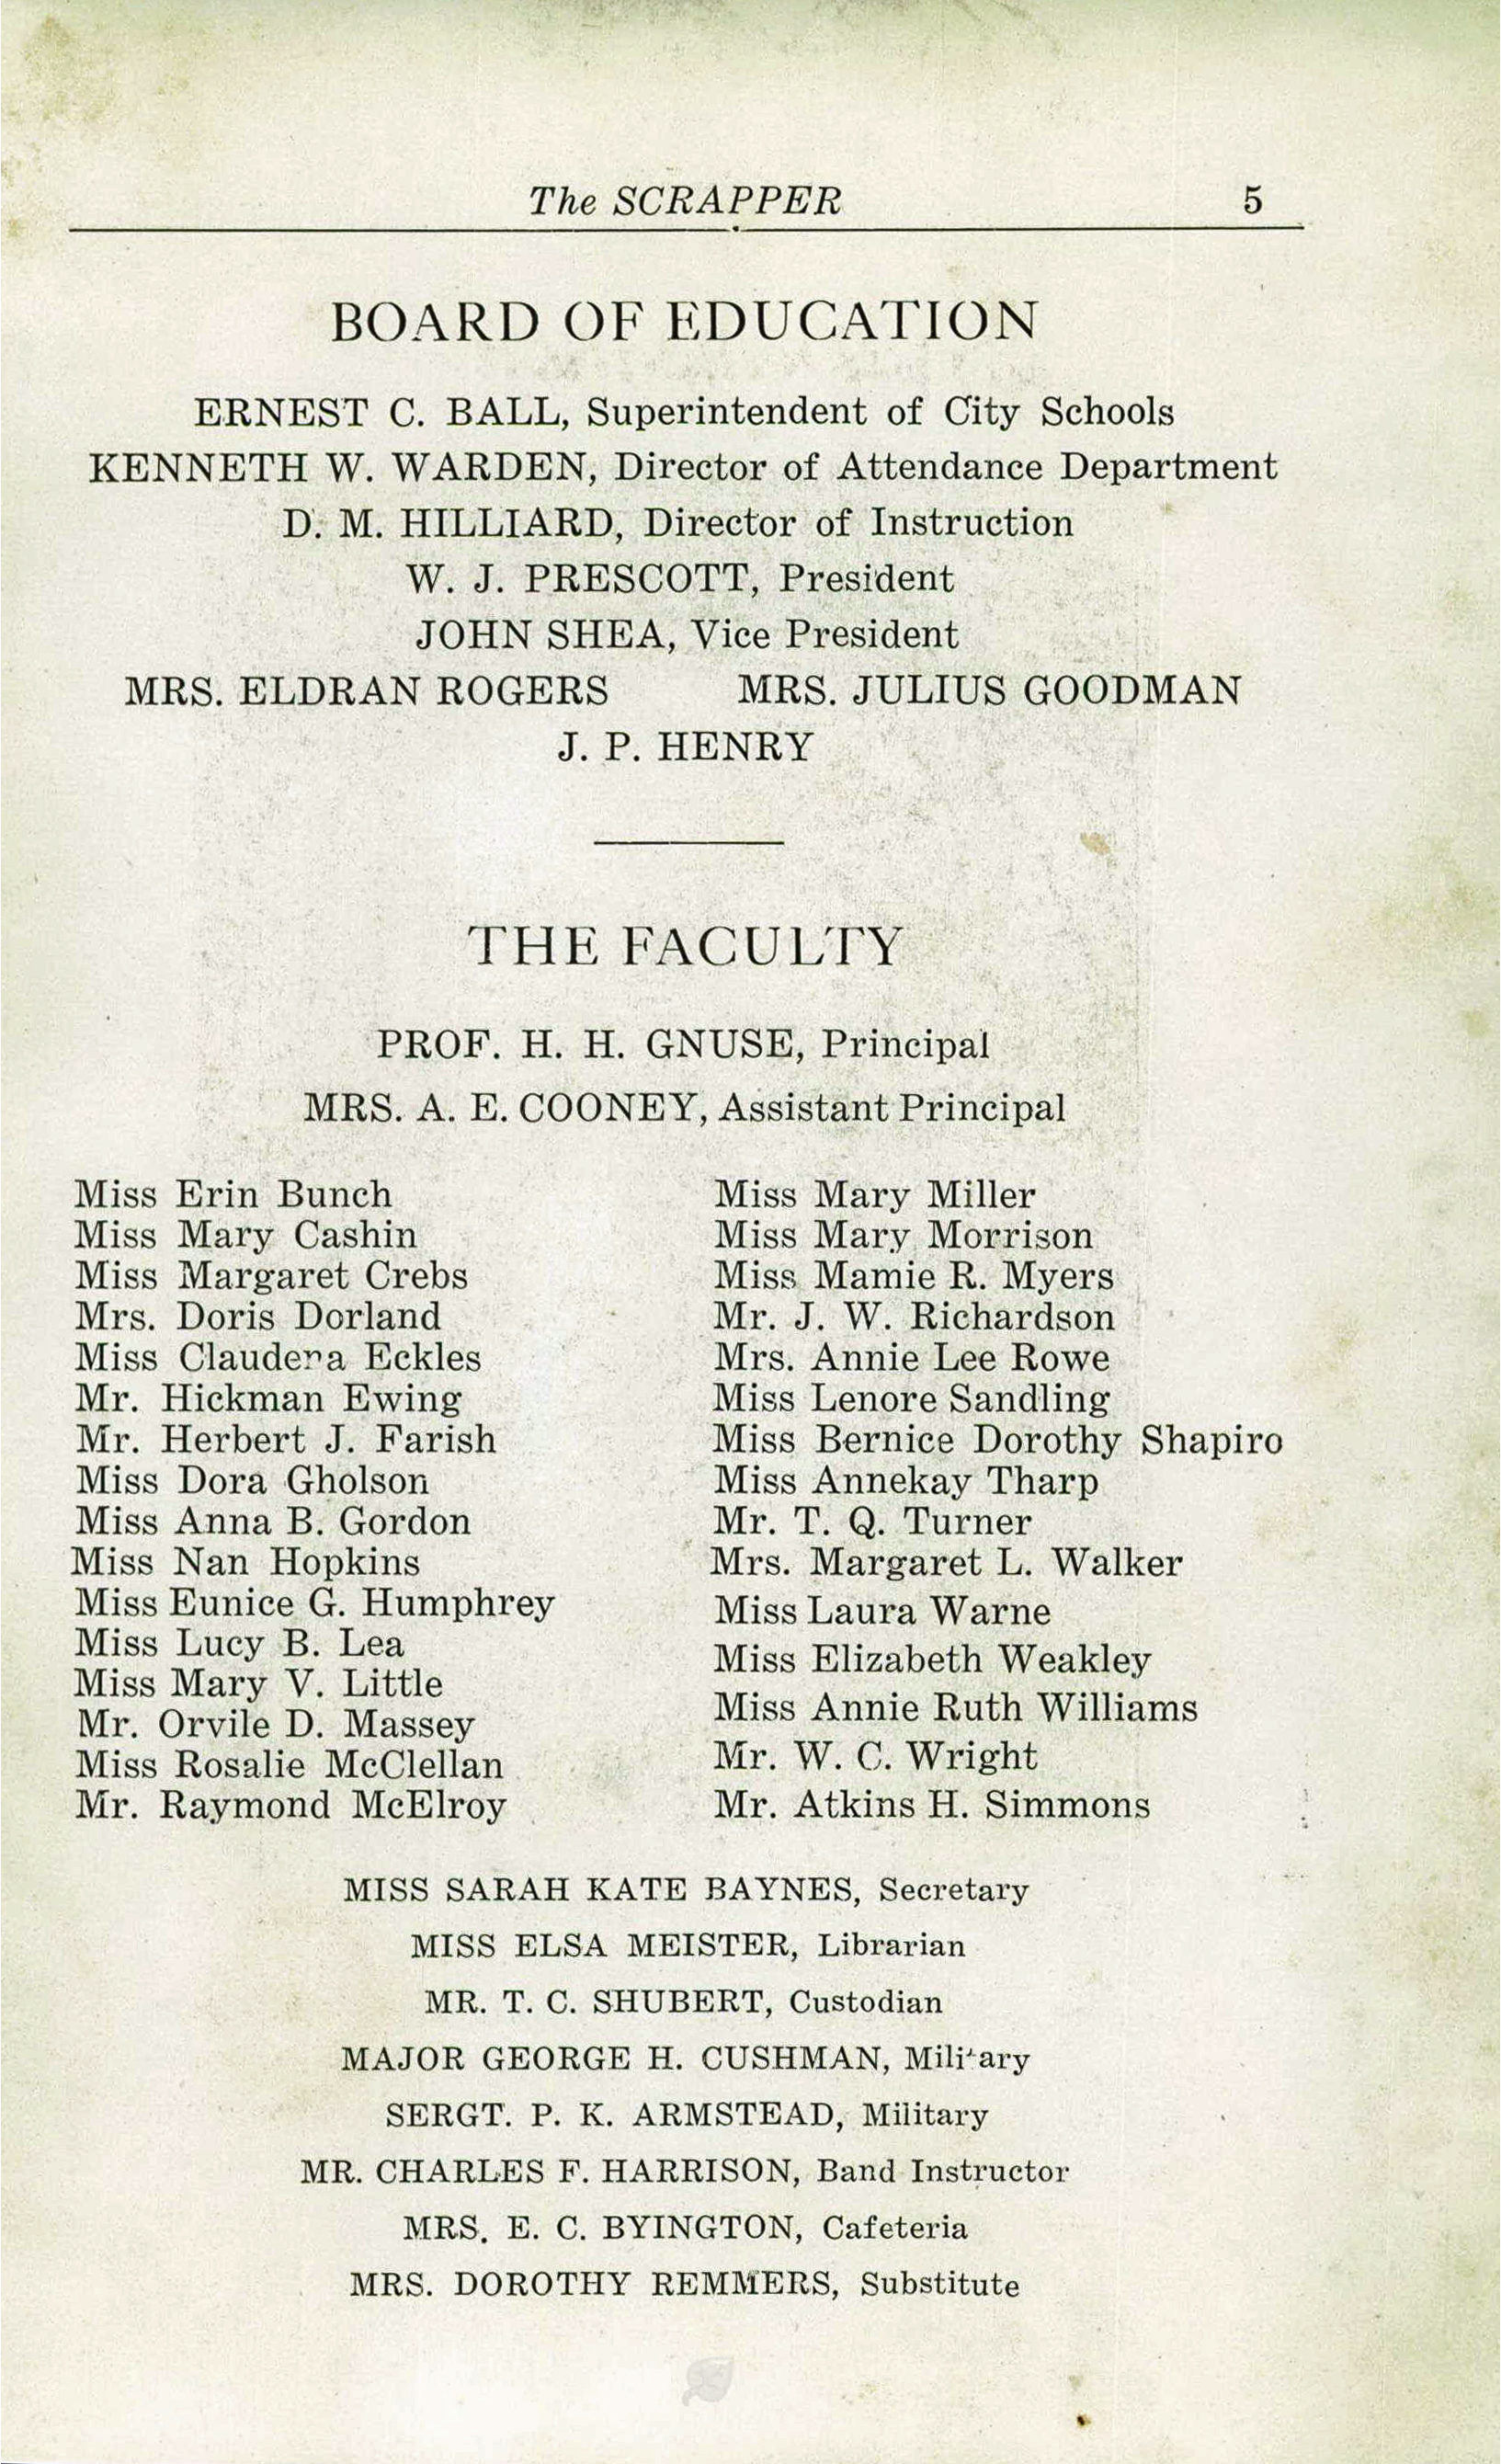 The SCRAPPER 5
BOARD OF EDUCATION
ERNEST C. BALL, Superintendent of City Schools
KENNETH W. WARDEN, Director of Attendance Department
D. M. HILLIARD, Director of Instruction
W. J. PRESCOTT, President
JOHN SHEA, Vice President
MRS. ELDRAN ROGERS MRS. JULIUS GOODMAN
J. P. HENRY
THE FACULTY
PROF. H. H. GNUSE, Principal
MRS. A. E. COONEY, Assistant Principal
Miss Erin Bunch
Miss Mary Cashin
Miss Margaret Crebs
Mrs. Doris Dorland
Miss Claudera Eckles
Mr. Hickman Ewing
Mr. Herbert J. Farish
Miss Dora Gholson
Miss Anna B. Gordon
Miss Nan Hopkins
Miss Eunice G. Humphrey
Miss Lucy B. Lea
Miss Mary V. Little
Mr. Orvile D. Massey
Miss Rosalie McClellan
Mr. Raymond McElroy
Miss Mary Miller
Miss Mary Morrison
Miss Mamie R. Myers
Mr. J. W. Richardson
Mrs. Annie Lee Rowe
Miss Lenore Sandling
Miss Bernice Dorothy Shapiro
Miss Annekay Tharp
Mr. T. Q. Turner
Mrs. Margaret L. Walker
Miss Laura Warne
Miss Elizabeth Weakley
Miss Annie Ruth Williams
Mr. W. C. Wright
Mr. Atkins H. Simmons
MISS SARAH KATE BAYNES, Secretary
MISS ELSA MEISTER, Librarian
MR. T. C. SHUBERT, Custodian
MAJOR GEORGE H. CUSHMAN, Military
SERGT. P. K. ARMSTEAD, Military
MR. CHARLES F. HARRISON, Band Instructor
MRS. E. C. BYINGTON, Cafeteria
MRS. DOROTHY REMMERS, Substitute